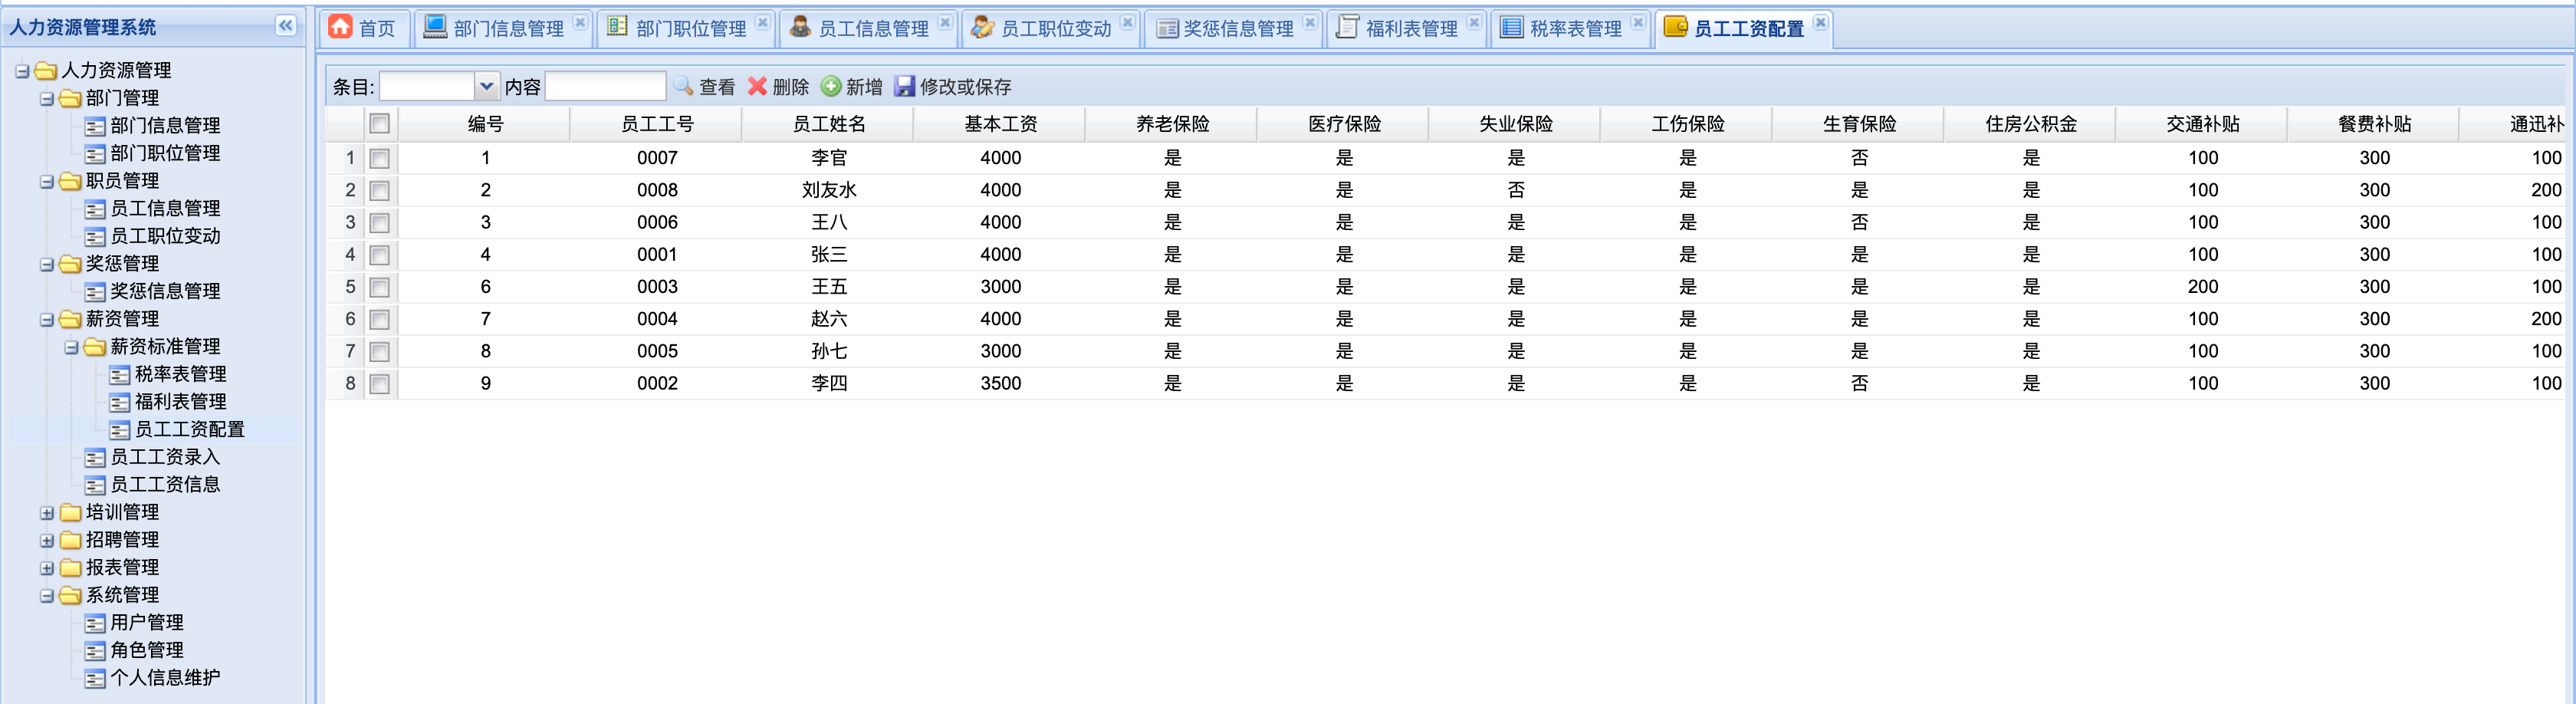 人力资源管理系统
人力资源管理
部门管理
部门信息管理
部门职位管理
职员管理
员工信息管理
员工职位变动
奖惩管理
奖惩信息管理
薪资管理
薪资标准管理
税率表管理
福利表管理
员工工资配置
员工工资录入
员工工资信息
培训管理
招聘管理
报表管理
系统管理
用户管理
角色管理
个人信息维护
首页 部门信息管理 部门职位管理 员工信息管理 员工职位变动 奖惩信息管理 福利表管理 税率表管理 员工工资配置
条目: 内容 查看 删除 新增 修改或保存
编号 员工工号 员工姓名 基本工资 养老保险 医疗保险 失业保险 工伤保险 生育保险 住房公积金 交通补贴 餐费补贴 通迅补
1 1 0007 李官 4000 是 是 是 是 否 是 100 300 100
2 2 0008 刘友水 4000 是 是 否 是 是 是 100 300 200
3 3 0006 王八 4000 是 是 是 是 否 是 100 300 100
4 4 0001 张三 4000 是 是 是 是 是 是 100 300 100
5 6 0003 王五 3000 是 是 是 是 是 是 200 300 100
6 7 0004 赵六 4000 是 是 是 是 是 是 100 300 200
7 8 0005 孙七 3000 是 是 是 是 是 是 100 300 100
8 9 0002 李四 3500 是 是 是 是 否 是 100 300 100